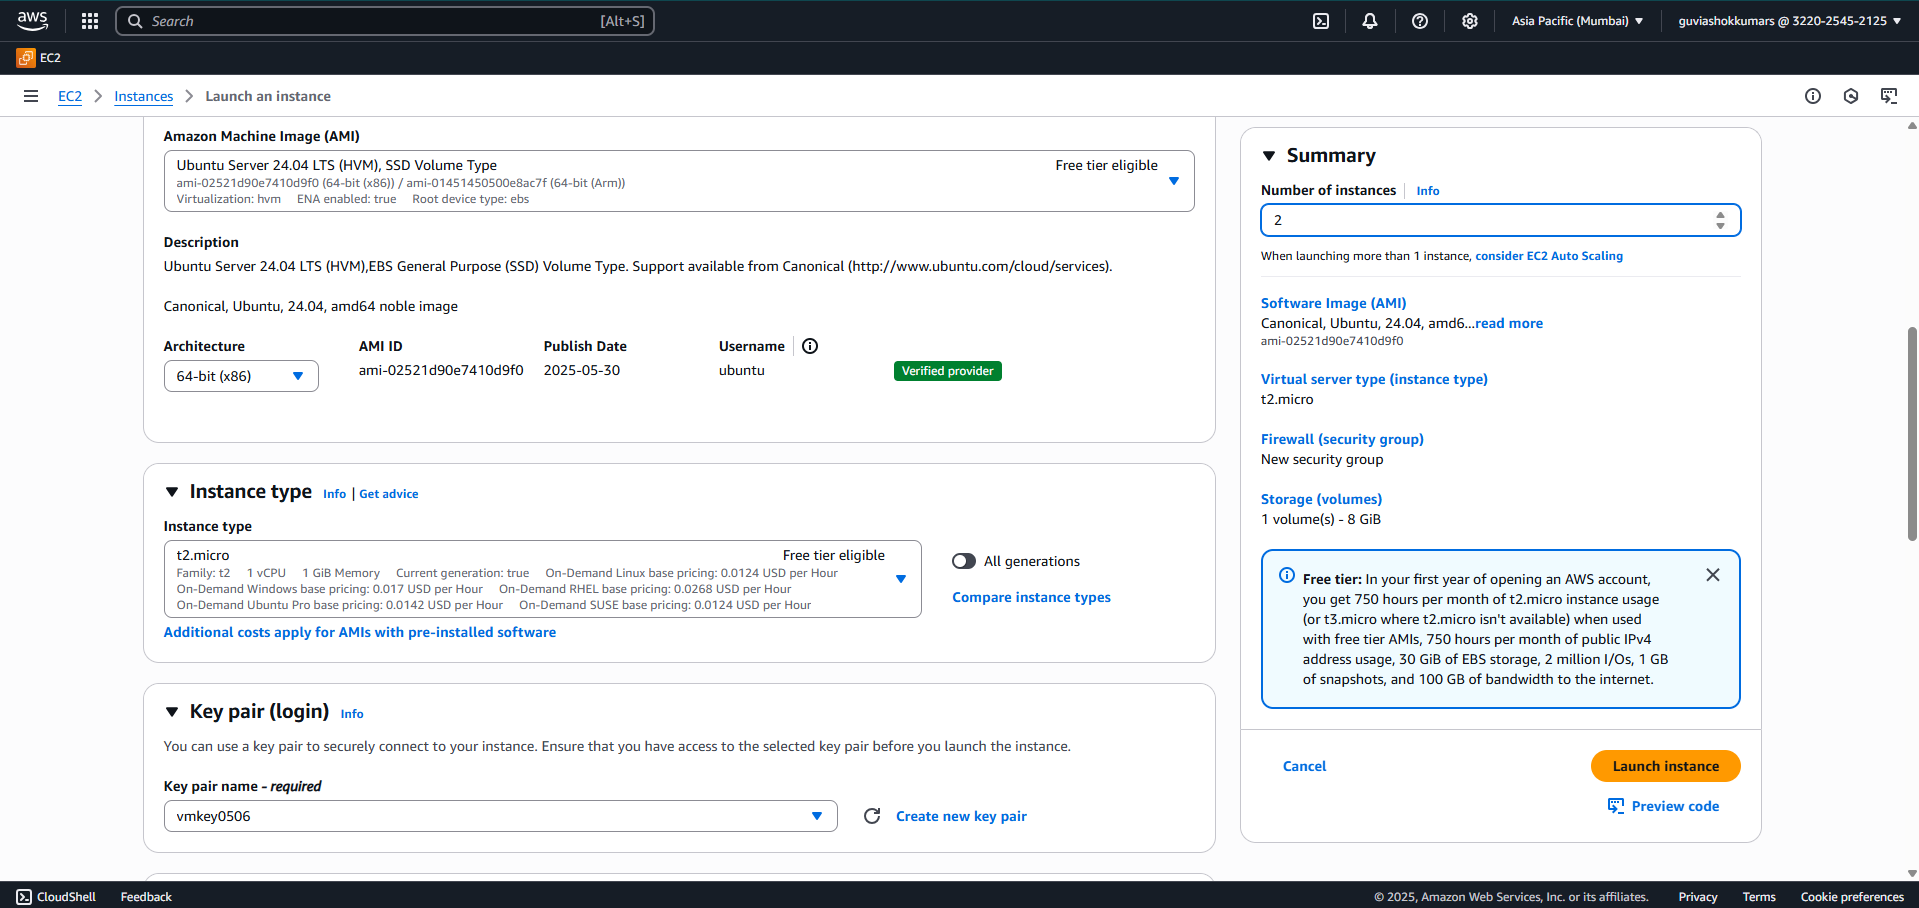 aws
Search [Alt+S]
Asia Pacific (Mumbai)
guviashokkumars @ 3220-2545-2125
EC2
EC2 Instances Launch an instance
Amazon Machine Image (AMI)
Ubuntu Server 24.04 LTS (HVM), SSD Volume Type Free tier eligible
ami-02521d90e7410d9f0 (64-bit (x86)) / ami-01451450500e8ac7f (64-bit (Arm))
Virtualization: hvm ENA enabled: true Root device type: ebs
Description
Ubuntu Server 24.04 LTS (HVM),EBS General Purpose (SSD) Volume Type. Support available from Canonical (http://www.ubuntu.com/cloud/services).
Canonical, Ubuntu, 24.04, amd64 noble image
Architecture AMI ID Publish Date Username
64-bit (x86) ami-02521d90e7410d9f0 2025-05-30 ubuntu Verified provider
Instance type Info | Get advice
Instance type
t2.micro Free tier eligible
Family: t2 1 vCPU 1 GiB Memory Current generation: true On-Demand Linux base pricing: 0.0124 USD per Hour
On-Demand Windows base pricing: 0.017 USD per Hour On-Demand RHEL base pricing: 0.0268 USD per Hour
On-Demand Ubuntu Pro base pricing: 0.0142 USD per Hour On-Demand SUSE base pricing: 0.0124 USD per Hour
All generations
Compare instance types
Additional costs apply for AMIs with pre-installed software
Key pair (login) Info
You can use a key pair to securely connect to your instance. Ensure that you have access to the selected key pair before you launch the instance.
Key pair name - required
vmkey0506
Create new key pair
Summary
Number of instances Info
2
When launching more than 1 instance, consider EC2 Auto Scaling
Software Image (AMI)
Canonical, Ubuntu, 24.04, amd6...read more
ami-02521d90e7410d9f0
Virtual server type (instance type)
t2.micro
Firewall (security group)
New security group
Storage (volumes)
1 volume(s) - 8 GiB
Free tier: In your first year of opening an AWS account,
you get 750 hours per month of t2.micro instance usage
(or t3.micro where t2.micro isn't available) when used
with free tier AMIs, 750 hours per month of public IPv4
address usage, 30 GiB of EBS storage, 2 million I/Os, 1 GB
of snapshots, and 100 GB of bandwidth to the internet.
Cancel
Launch instance
Preview code
CloudShell Feedback
© 2025, Amazon Web Services, Inc. or its affiliates. Privacy Terms Cookie preferences